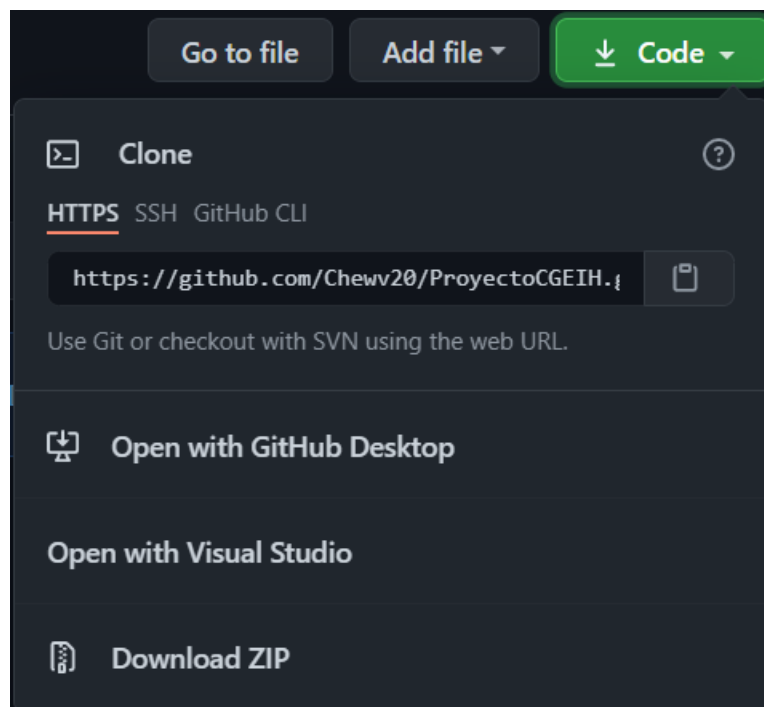 Go to file Add file Code
Clone
HTTPS SSH GitHub CLI
https://github.com/Chewv20/ProyectoCGEIH.g
Use Git or checkout with SVN using the web URL.
Open with GitHub Desktop
Open with Visual Studio
Download ZIP